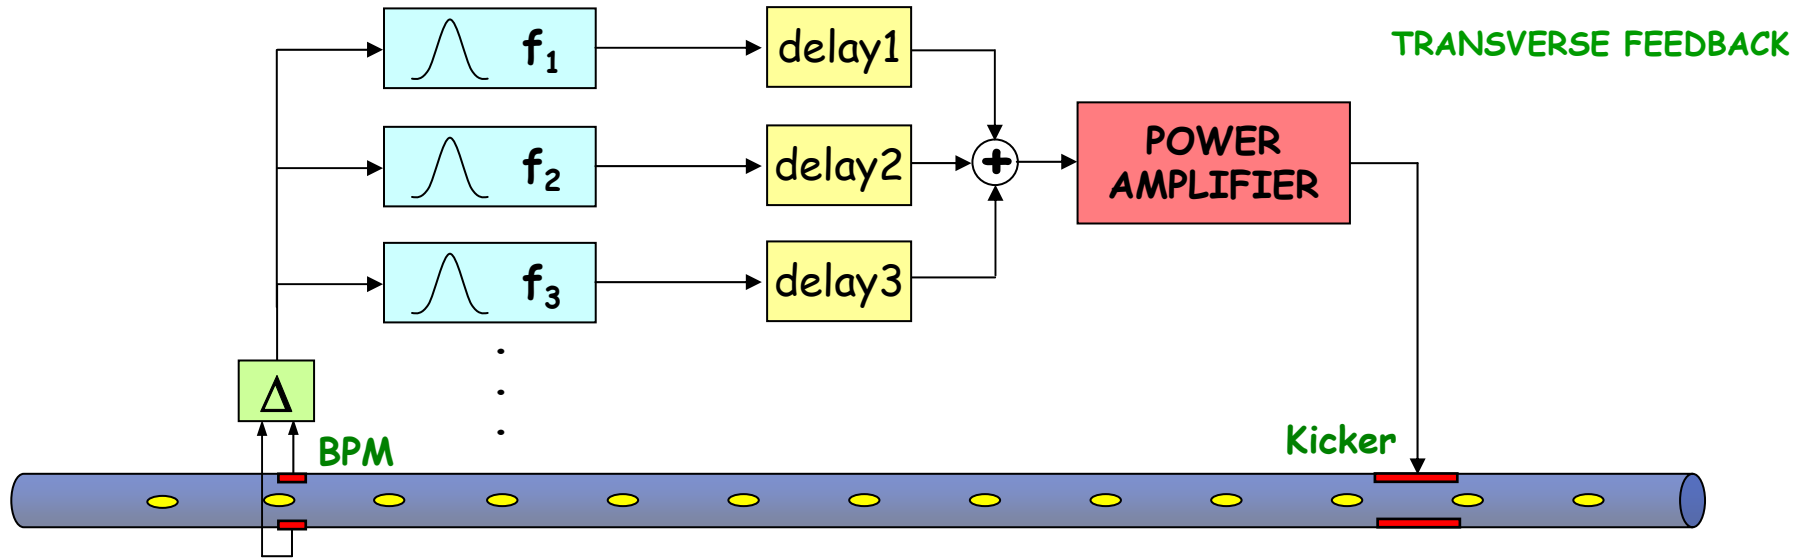 TRANSVERSE FEEDBACK
f1
delay1
f2
delay2
+
POWER
AMPLIFIER
f3
delay3
.
.
.
Δ
BPM
Kicker